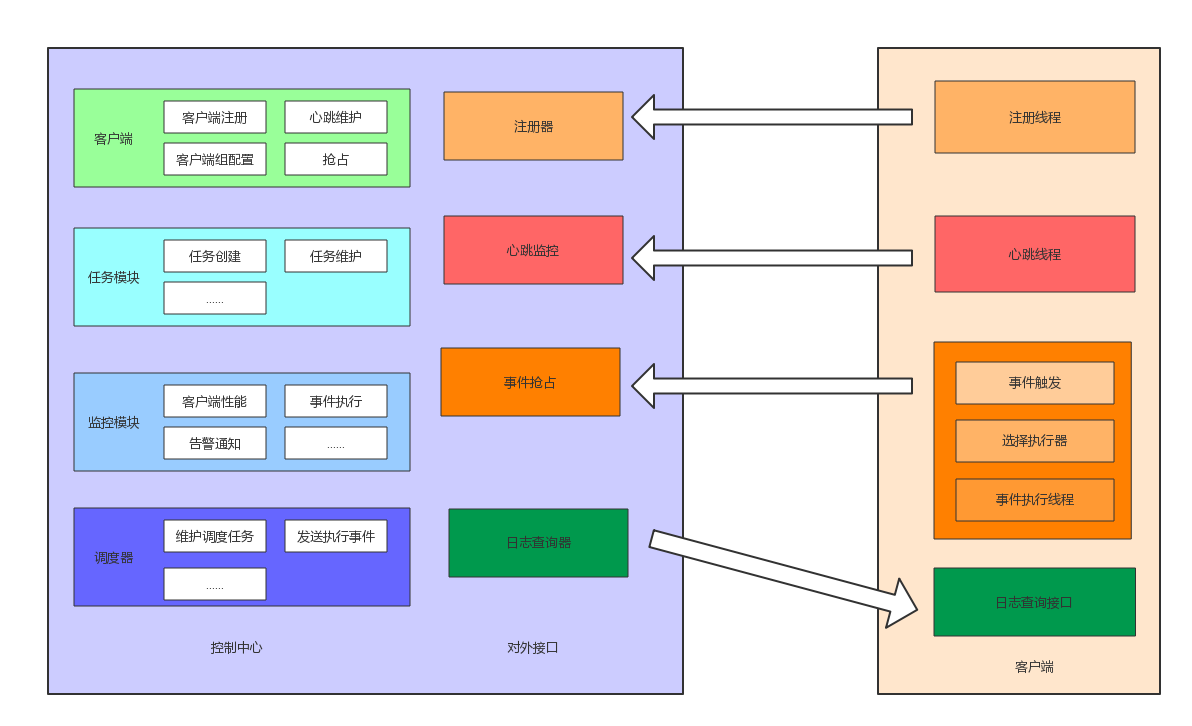 客户端
客户端注册
心跳维护
客户端组配置
抢占
任务模块
任务创建
任务维护
......
监控模块
客户端性能
事件执行
告警通知
......
调度器
维护调度任务
发送执行事件
......
控制中心
注册器
心跳监控
事件抢占
日志查询器
对外接口
注册线程
心跳线程
事件触发
选择执行器
事件执行线程
日志查询接口
客户端